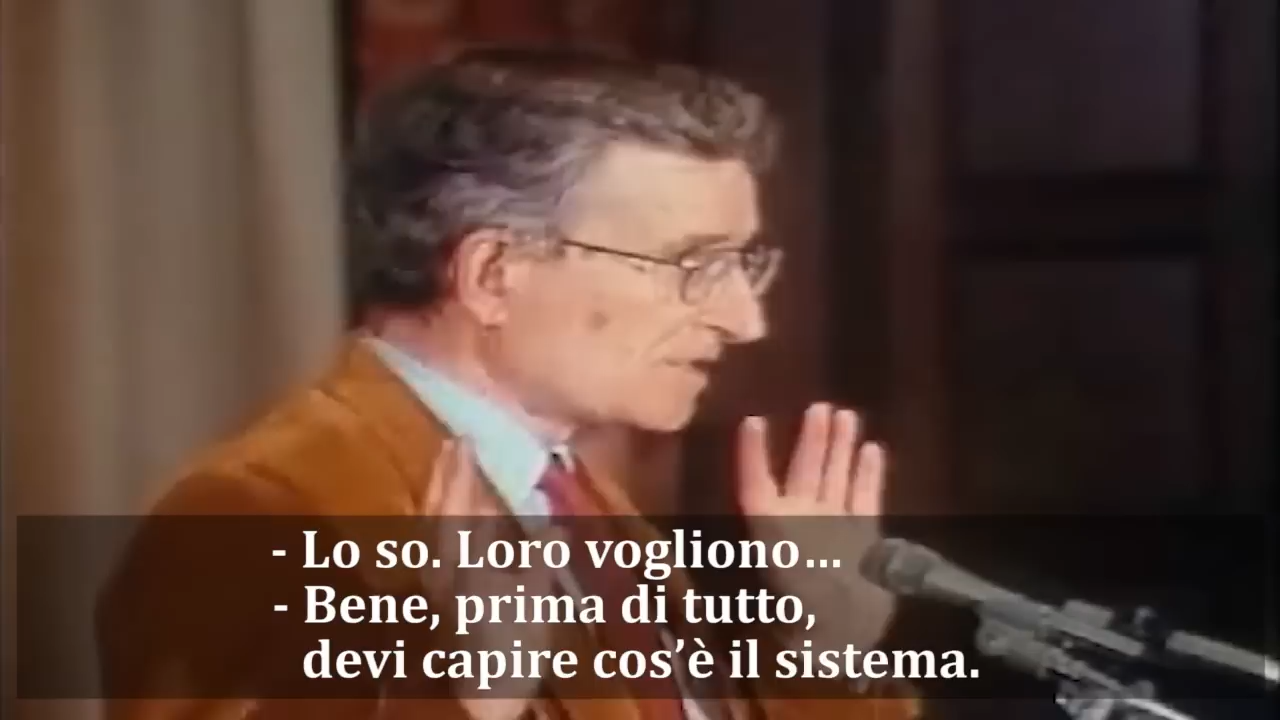 - Lo so. Loro vogliono…
- Bene, prima di tutto,
devi capire cos’è il sistema.